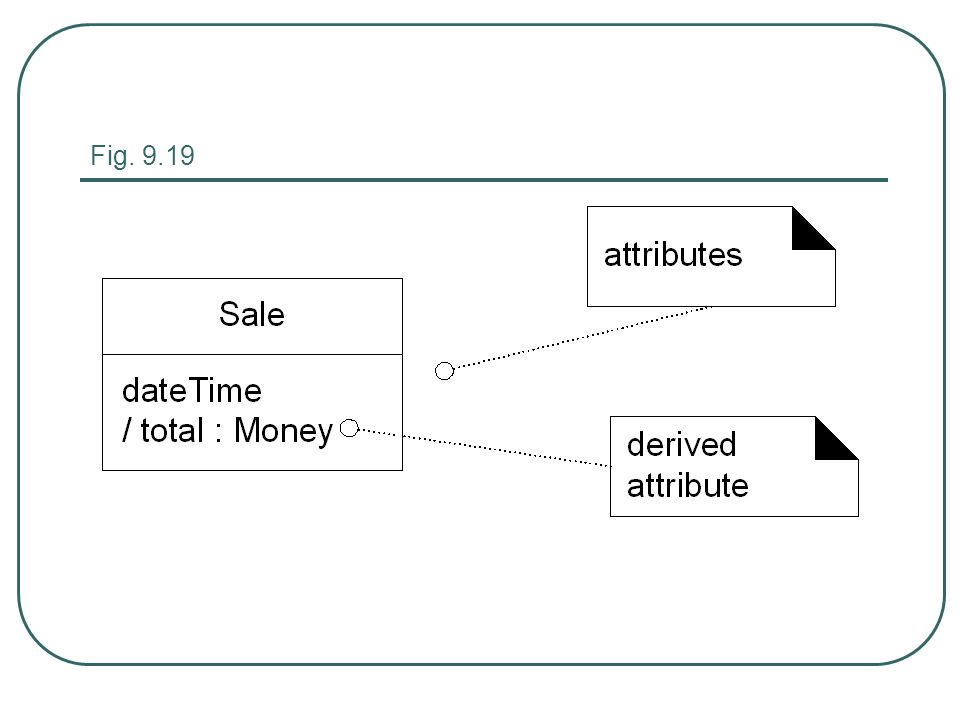 Fig. 9.19
attributes
Sale
dateTime
/ total : Money
derived
attribute